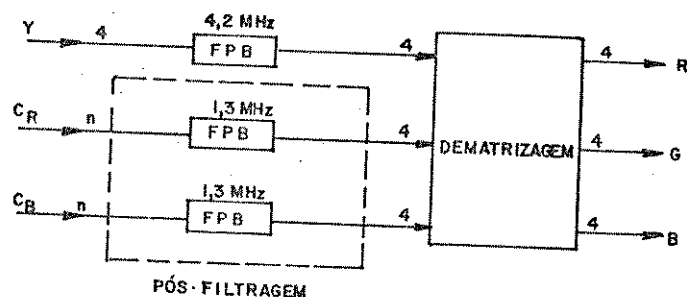 4,2 MHz
Y 4 FPB 4 4 R
1,3 MHz
C_R n FPB 4 DEMATRIZAGEM 4 G
1,3 MHz
C_B n FPB 4 4 B
PÓS-FILTRAGEM